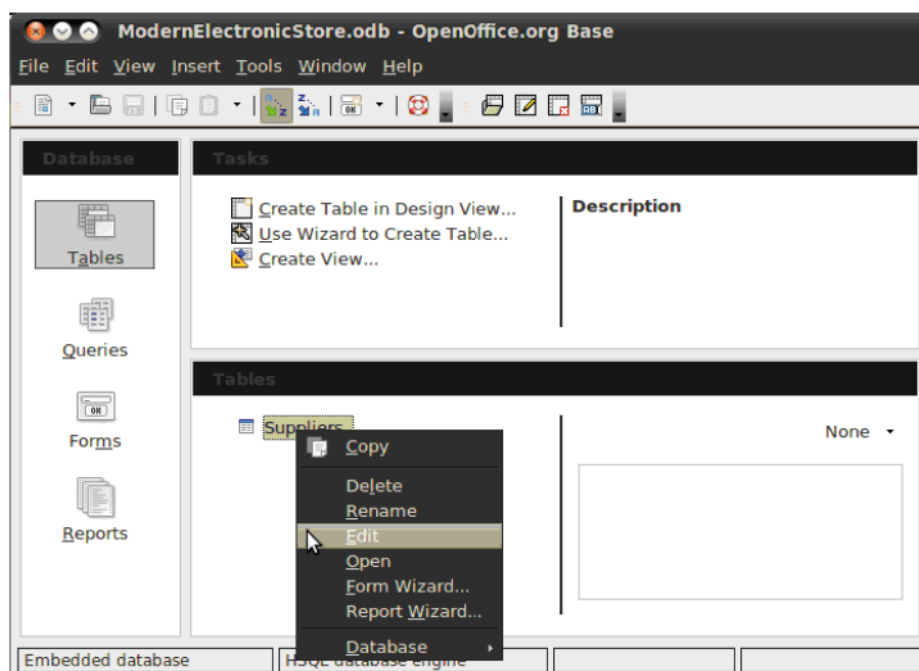 ModernElectronicStore.odb - OpenOffice.org Base
File Edit View Insert Tools Window Help
Database
Tables
Queries
Forms
Reports
Tasks
Create Table in Design View...
Use Wizard to Create Table...
Create View...
Description
Tables
Suppliers
None
Copy
Delete
Rename
Edit
Open
Form Wizard...
Report Wizard...
Database
Embedded database
HSQL database engine